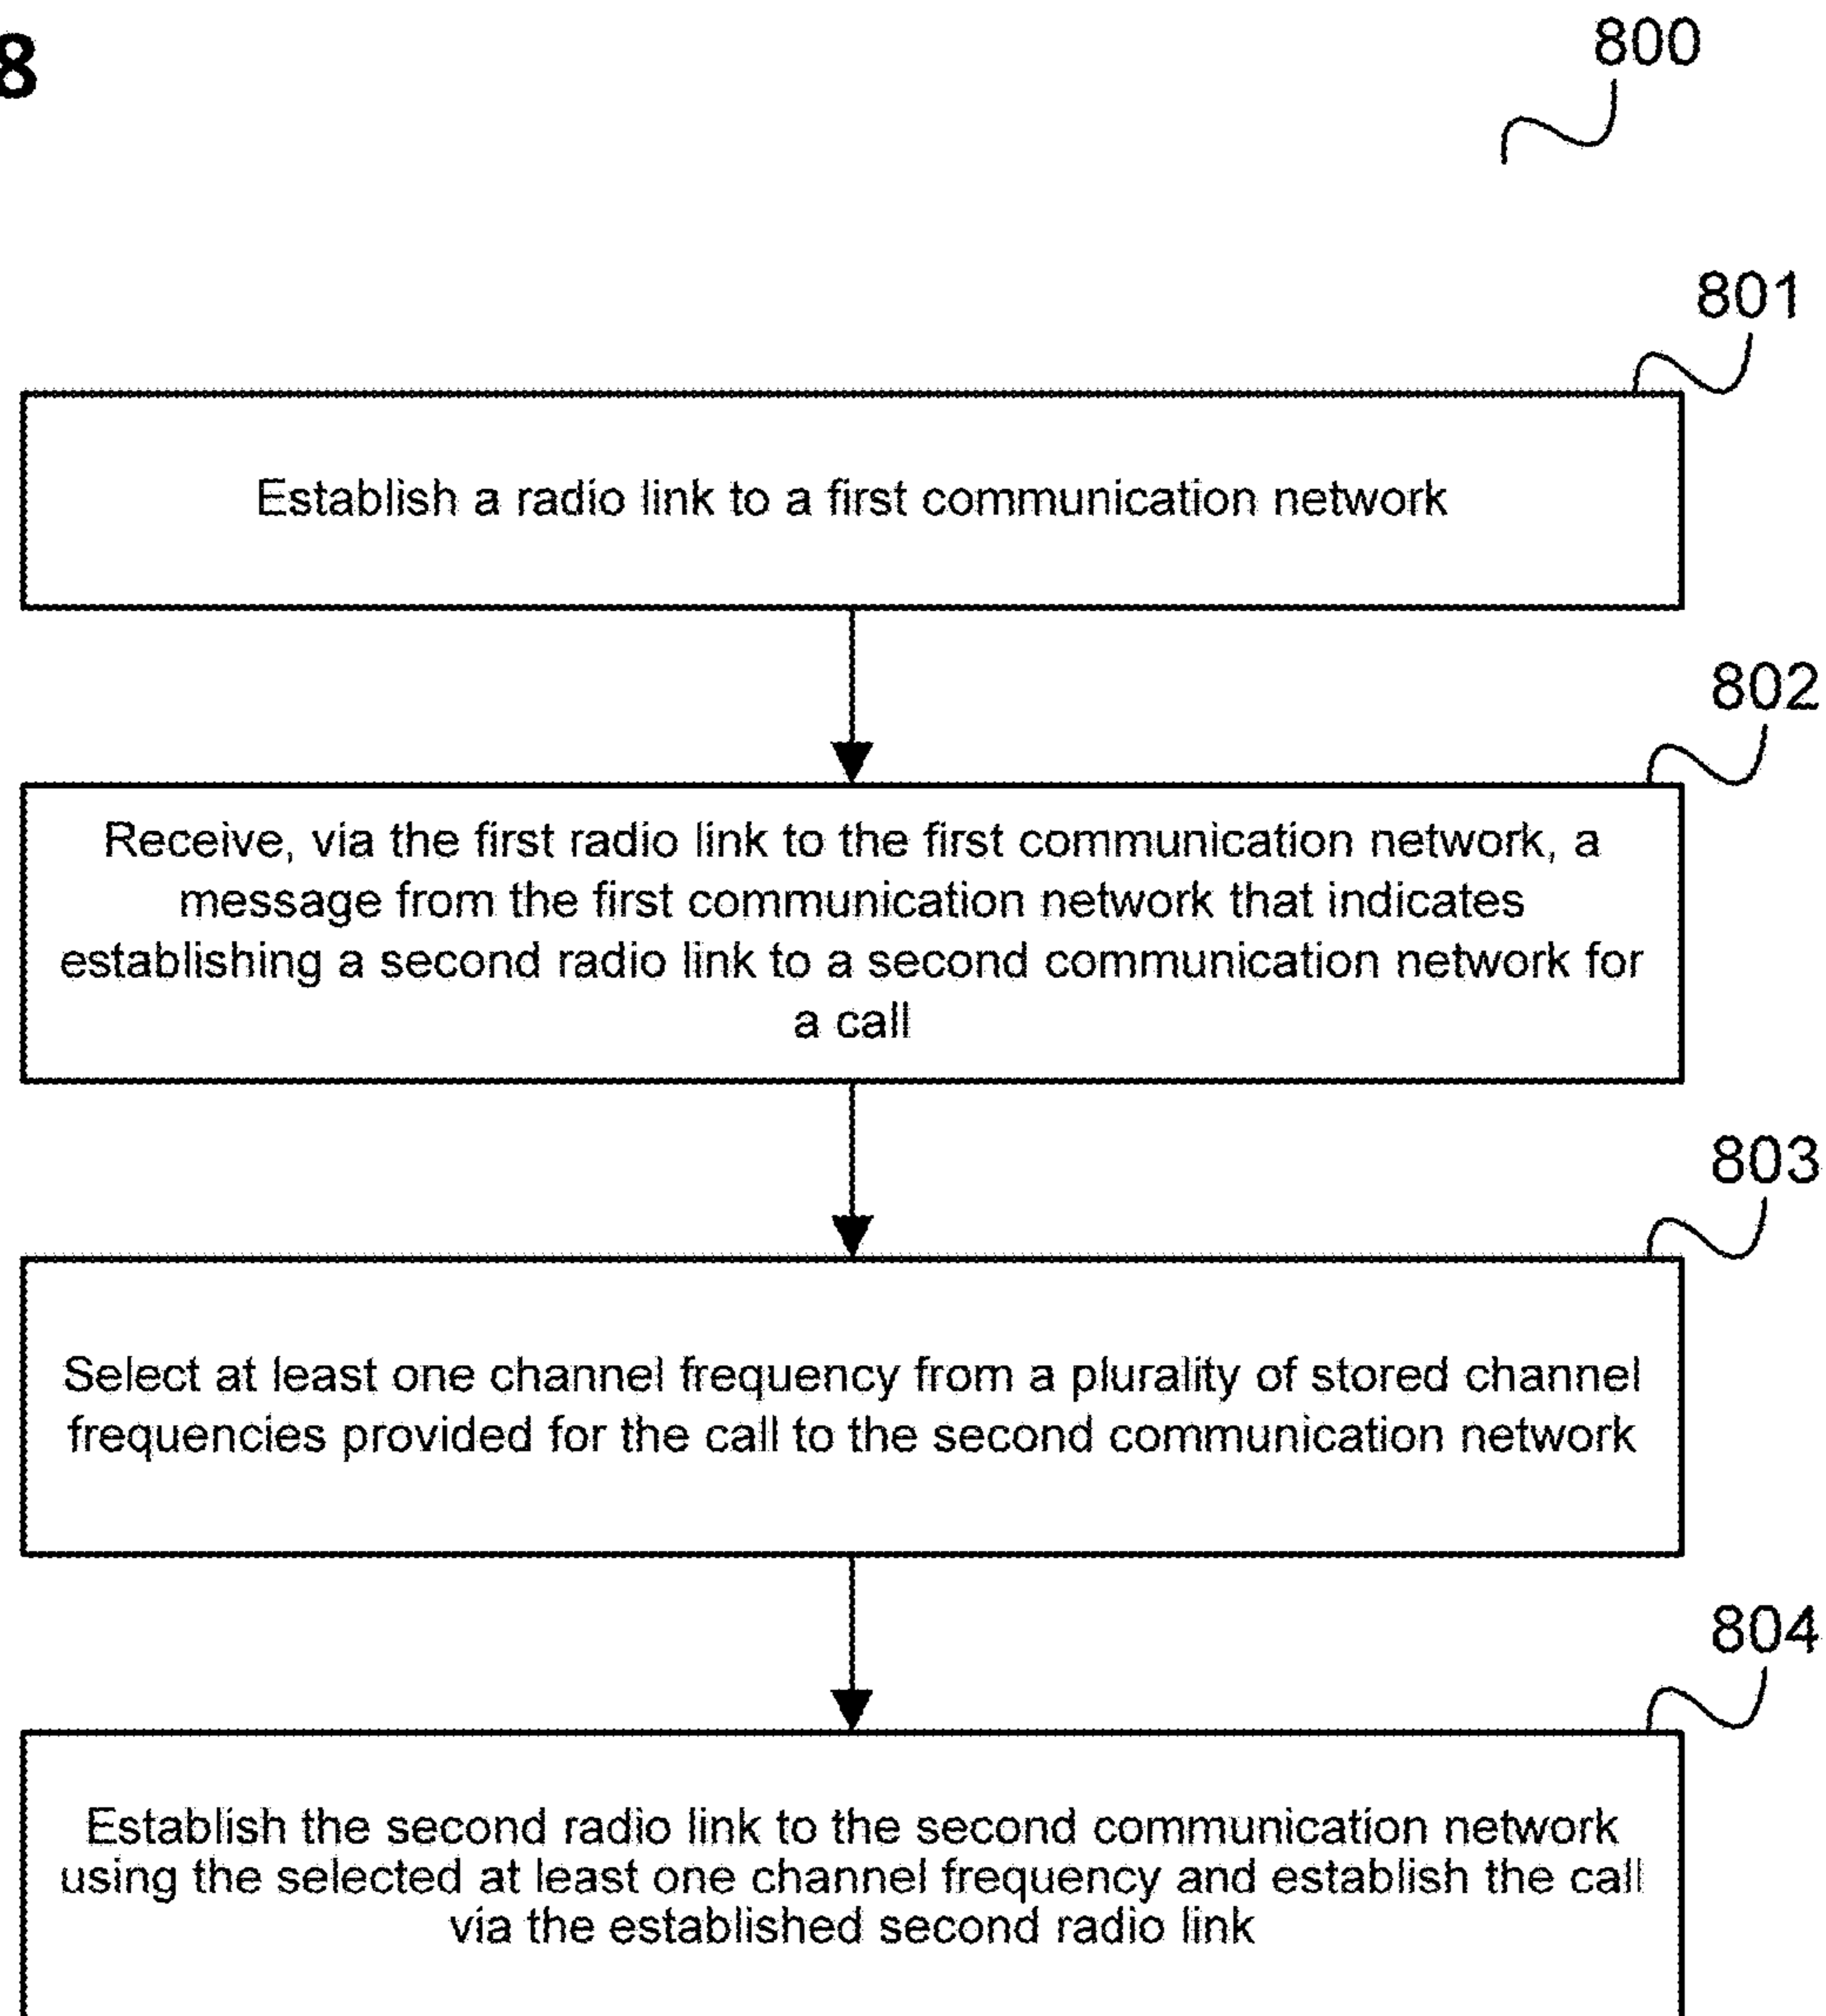 8
800
801
Establish a radio link to a first communication network
802
Receive, via the first radio link to the first communication network, a
message from the first communication network that indicates
establishing a second radio link to a second communication network for
a call
803
Select at least one channel frequency from a plurality of stored channel
frequencies provided for the call to the second communication network
804
Establish the second radio link to the second communication network
using the selected at least one channel frequency and establish the call
via the established second radio link